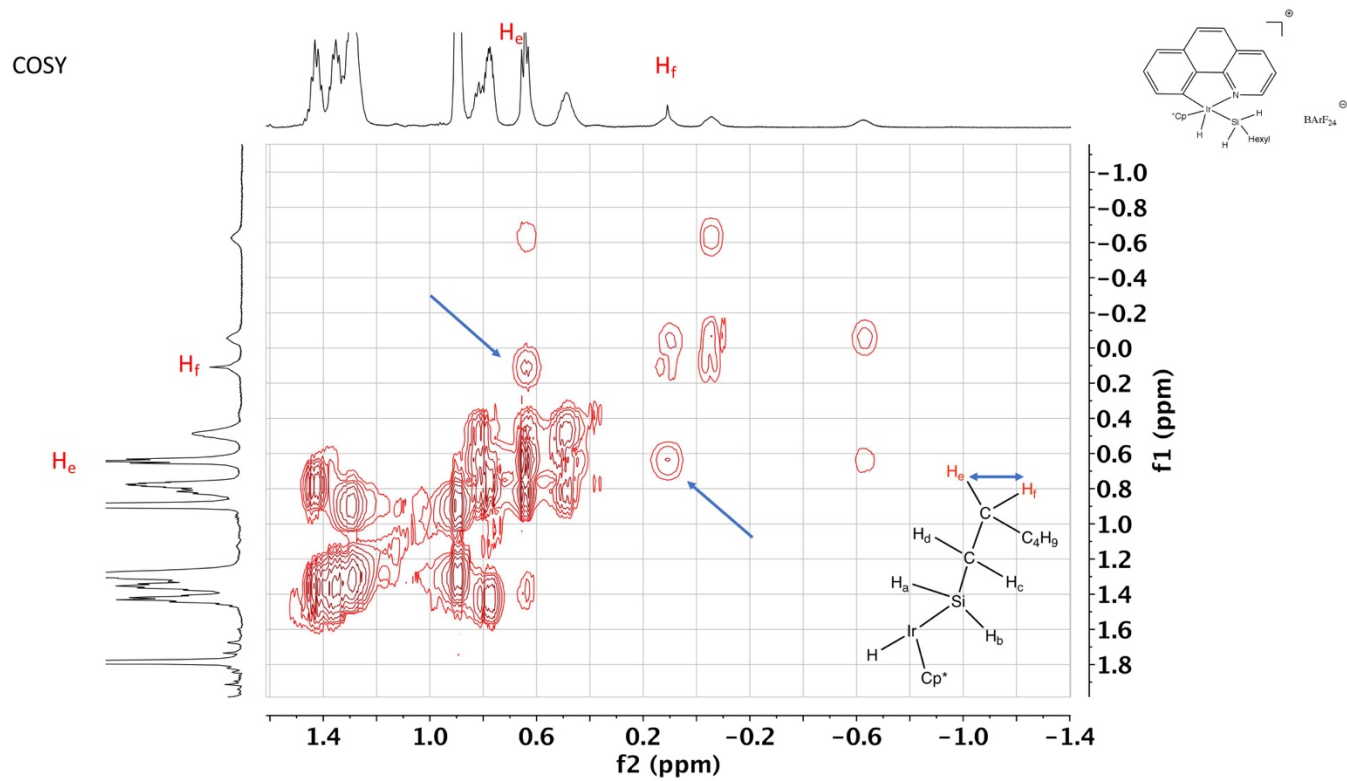 COSY
He
Hf
⊕
N
*Cp
Ir
H
Si
H
H
Hexyl
BArF24
⊖
Hf
He
-1.0
-0.8
-0.6
-0.4
-0.2
0.0
0.2
0.4
0.6
0.8
1.0
1.2
1.4
1.6
1.8
f1 (ppm)
He
Hf
C
C4H9
Hd
C
Ha
Hc
Si
Ir
Hb
H
Cp*
1.4 1.0 0.6 0.2 -0.2 -0.6 -1.0 -1.4
f2 (ppm)